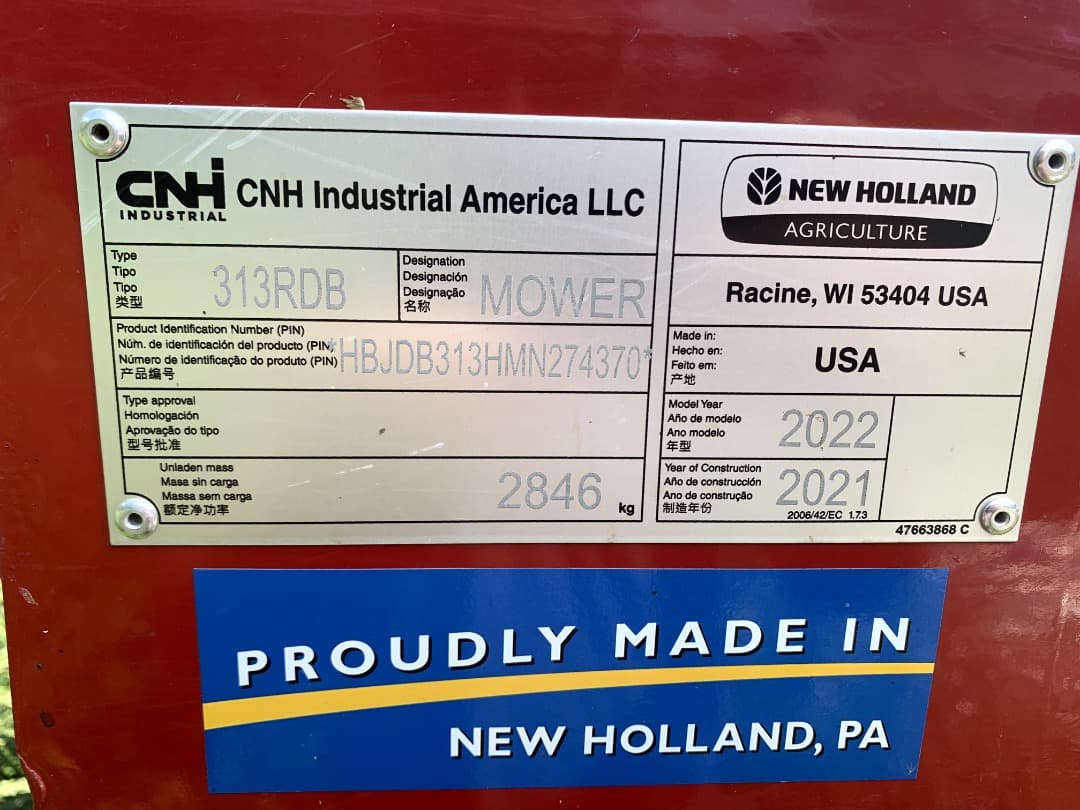 CNH
INDUSTRIAL
CNH Industrial America LLC
NEW HOLLAND
AGRICULTURE
Type
Tipo
Tipo
类型
313RDB
Designation
Designación
Designação
名称
MOWER
Racine, WI 53404 USA
Product Identification Number (PIN)
Núm. de identificación del producto (PIN)
Número de identificação do produto (PIN)
产品编号
*HBJDB313HMN274370*
Made in:
Hecho en:
Feito em:
产地
USA
Type approval
Homologación
Aprovação do tipo
型号批准
Model Year
Año de modelo
Ano modelo
年型
2022
Unladen mass
Masa sin carga
Massa sem carga
额定净功率
2846
kg
Year of Construction
Año de construcción
Ano de construção
制造年份
2021
2006/42/EC 1.7.3
47663868 C
PROUDLY MADE IN
NEW HOLLAND, PA